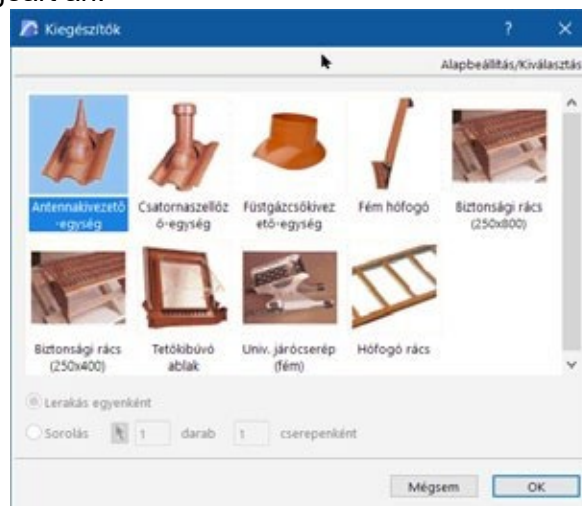 Kiegészítők
?
Alapbeállítás/Kiválasztás
Antennakivezető
-egység
Csatornaszellőz
ő-egység
Füstgázcsőkivez
ető-egység
Fém hófogó
Biztonsági rács
(250x800)
Biztonsági rács
(250x400)
Tetőkibúvó
ablak
Univ. járócserép
(fém)
Hófogó rács
Lerakás egyenként
Sorolás 1 darab 1 cserepenként
Mégsem OK